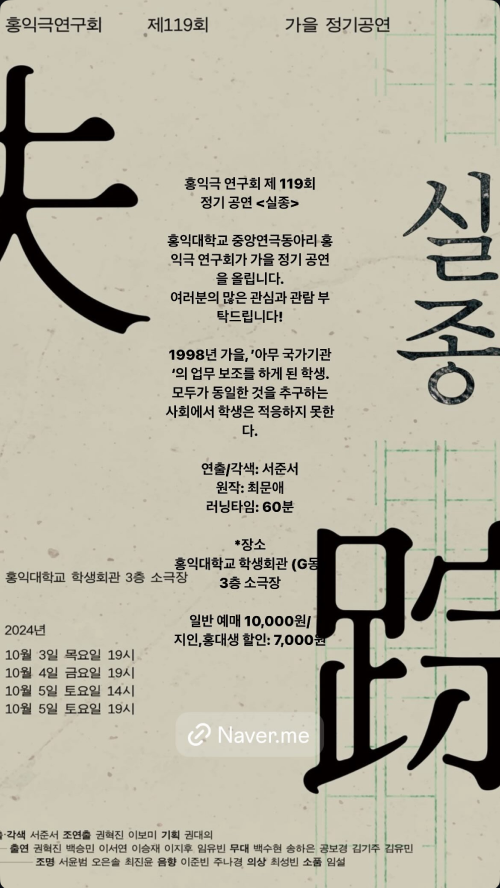 홍익극연구회 제119회 가을 정기공연
失
실
종
홍익극 연구회 제 119회
정기 공연 <실종>
홍익대학교 중앙연극동아리 홍
익극 연구회가 가을 정기 공연
을 올립니다.
여러분의 많은 관심과 관람 부
탁드립니다!
1998년 가을, '아무 국가기관
'의 업무 보조를 하게 된 학생.
모두가 동일한 것을 추구하는
사회에서 학생은 적응하지 못한
다.
연출/각색: 서준서
원작: 최문애
러닝타임: 60분
*장소
홍익대학교 학생회관 (G동
3층 소극장
홍익대학교 학생회관 3층 소극장
일반 예매 10,000원/
지인,홍대생 할인: 7,000원
2024년
10월 3일 목요일 19시
10월 4일 금요일 19시
10월 5일 토요일 14시
10월 5일 토요일 19시
踪
Naver.me
·각색 서준서 조연출 권혁진 이보미 기획 권대의
출연 권혁진 백승민 이서연 이승재 이지후 임유빈 무대 백수현 송하은 공보경 김기주 김유민
조명 서윤범 오은솔 최진윤 음향 이준빈 주나경 의상 최성빈 소품 임설